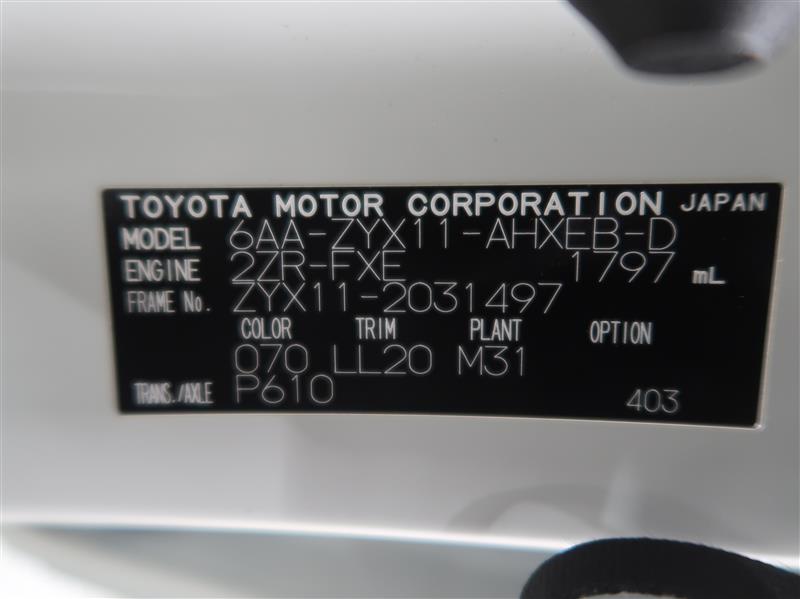 TOYOTA MOTOR CORPORATION JAPAN
MODEL 6AA-ZYX11-AHXEB-D
ENGINE 2ZR-FXE 1797 mL
FRAME No. ZYX11-2031497
COLOR TRIM PLANT OPTION
070 LL20 M31
TRANS./AXLE P610 403